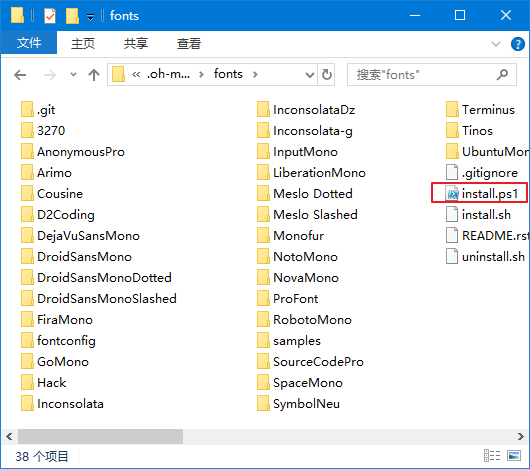 fonts
文件 主页 共享 查看
« .oh-m... › fonts › 搜索"fonts"
.git
3270
AnonymousPro
Arimo
Cousine
D2Coding
DejaVuSansMono
DroidSansMono
DroidSansMonoDotted
DroidSansMonoSlashed
FiraMono
fontconfig
GoMono
Hack
Inconsolata
InconsolataDz
Inconsolata-g
InputMono
LiberationMono
Meslo Dotted
Meslo Slashed
Monofur
NotoMono
NovaMono
ProFont
RobotoMono
samples
SourceCodePro
SpaceMono
SymbolNeu
Terminus
Tinos
UbuntuMon
.gitignore
install.ps1
install.sh
README.rst
uninstall.sh
38 个项目